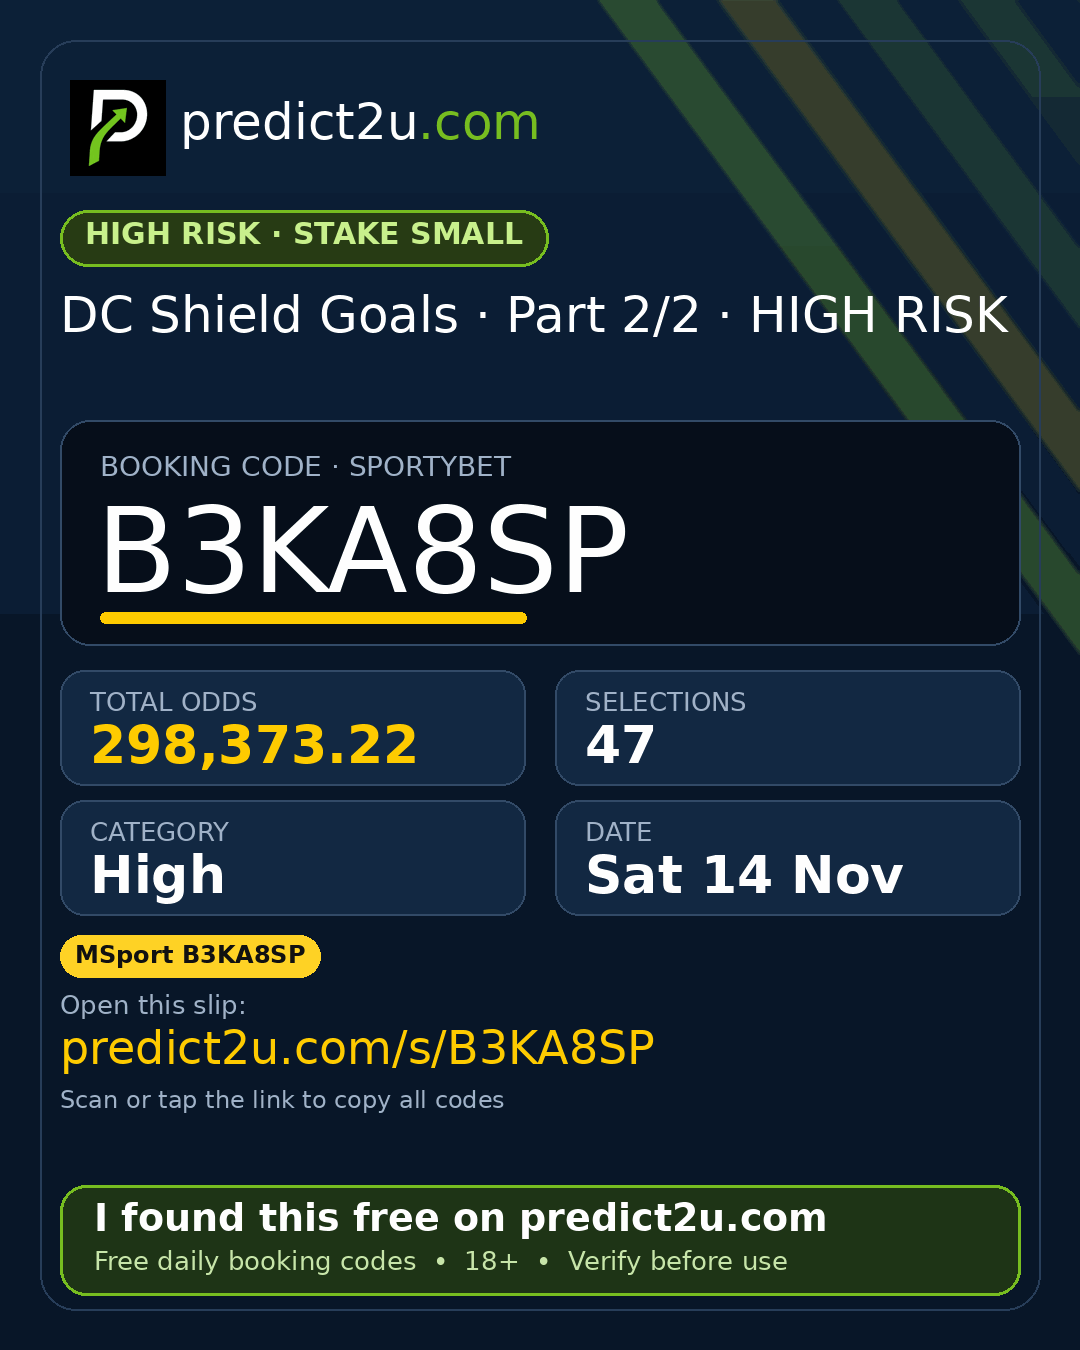 predict2u.com
HIGH RISK · STAKE SMALL
DC Shield Goals · Part 2/2 · HIGH RISK
BOOKING CODE · SPORTYBET
B3KA8SP
TOTAL ODDS
298,373.22
SELECTIONS
47
CATEGORY
High
DATE
Sat 14 Nov
MSport B3KA8SP
Open this slip:
predict2u.com/s/B3KA8SP
Scan or tap the link to copy all codes
I found this free on predict2u.com
Free daily booking codes • 18+ • Verify before use